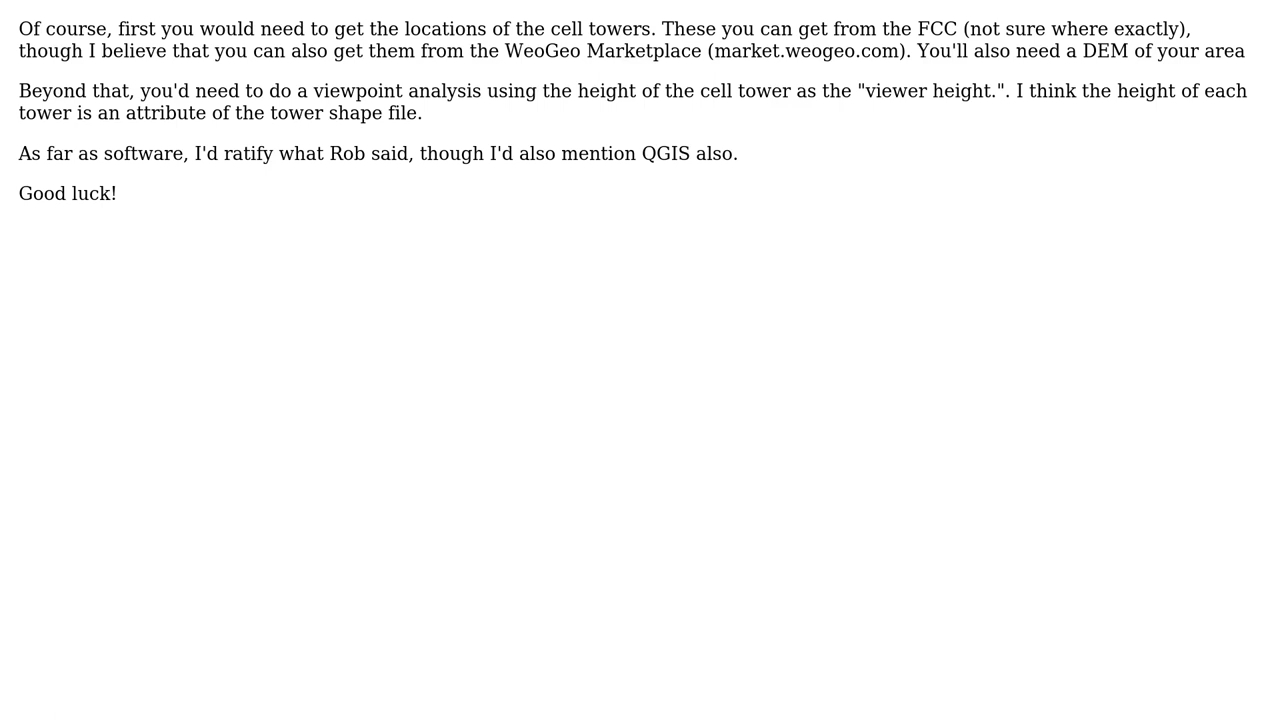 Of course, first you would need to get the locations of the cell towers. These you can get from the FCC (not sure where exactly),
though I believe that you can also get them from the WeoGeo Marketplace (market.weogeo.com). You'll also need a DEM of your area
Beyond that, you'd need to do a viewpoint analysis using the height of the cell tower as the "viewer height.". I think the height of each
tower is an attribute of the tower shape file.
As far as software, I'd ratify what Rob said, though I'd also mention QGIS also.
Good luck!